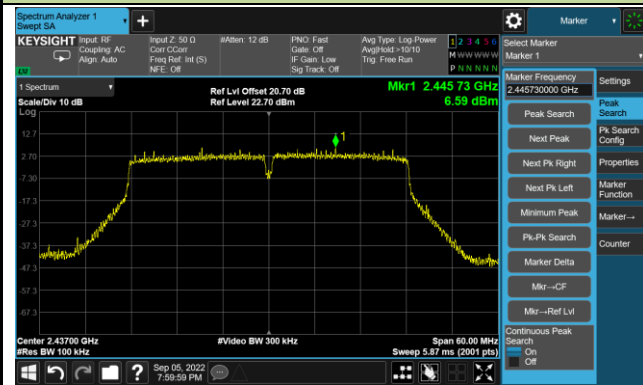 Spectrum Analyzer 1
Swept SA
KEYSIGHT
Input: RF
Coupling: AC
Align: Auto
Input Z: 50 Ω
Corr CCorr
Freq Ref: Int (S)
NFE: Off
#Atten: 12 dB
PNO: Fast
Gate: Off
IF Gain: Low
Sig Track: Off
Avg Type: Log-Power
Avg|Hold:>10/10
Trig: Free Run
1 2 3 4 5 6
M W W W W W
P N N N N N
LVI
1 Spectrum
Scale/Div 10 dB
Ref Lvl Offset 20.70 dB
Ref Level 22.70 dBm
Mkr1 2.445 73 GHz
6.59 dBm
Log
12.7
2.70
-7.30
-17.3
-27.3
-37.3
-47.3
-57.3
-67.3
1
Center 2.43700 GHz
#Res BW 100 kHz
#Video BW 300 kHz
Span 60.00 MHz
Sweep 5.87 ms (2001 pts)
Sep 05, 2022
7:59:59 PM
Marker
Select Marker
Marker 1
Marker Frequency
2.445730000 GHz
Peak Search
Next Peak
Next Pk Right
Next Pk Left
Minimum Peak
Pk-Pk Search
Marker Delta
Mkr→CF
Mkr→Ref Lvl
Continuous Peak
Search
On
Off
Settings
Peak
Search
Pk Search
Config
Properties
Marker
Function
Marker→
Counter